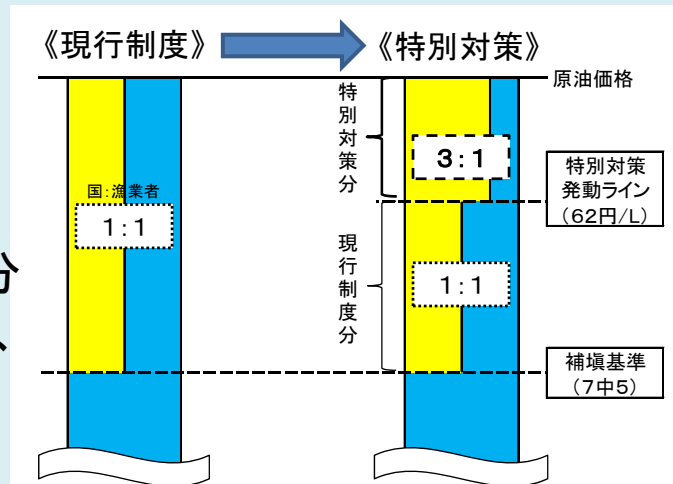 《現行制度》
《特別対策》
原油価格
特別対策分
3:1
特別対策
発動ライン
(62円/L)
国:漁業者
1:1
分
現行制度分
1:1
、
補塡基準
(7中5)